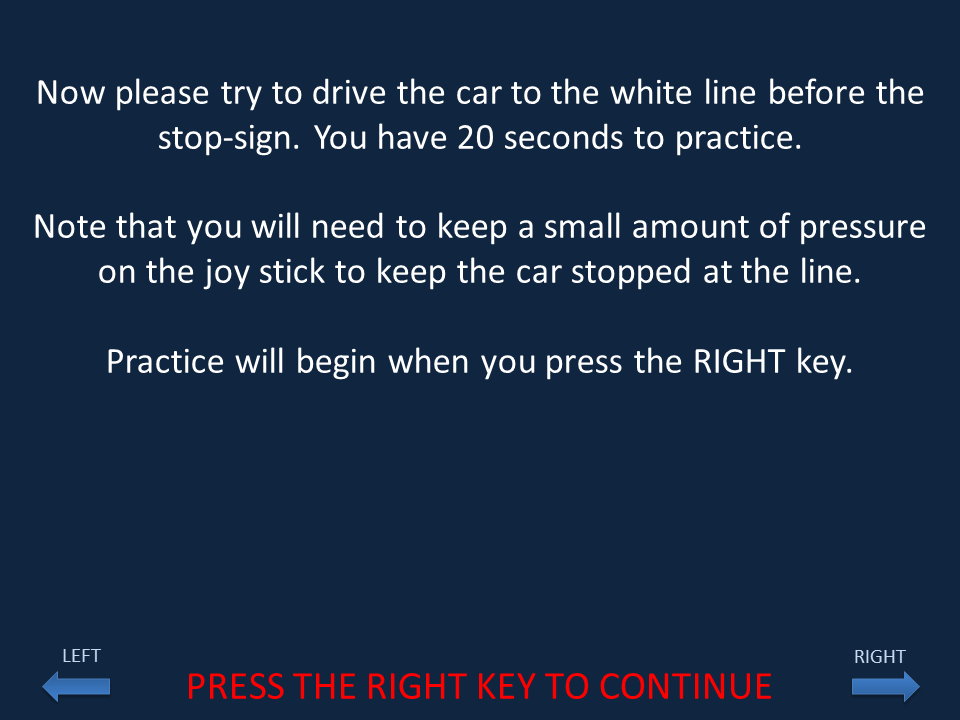 Now please try to drive the car to the white line before the
stop-sign. You have 20 seconds to practice.
Note that you will need to keep a small amount of pressure
on the joy stick to keep the car stopped at the line.
Practice will begin when you press the RIGHT key.
LEFT
RIGHT
PRESS THE RIGHT KEY TO CONTINUE